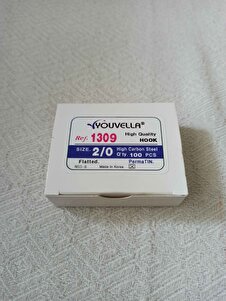 YOUVELLA®
Ref. 1309 High Quality HOOK
SIZE. 2/0 High Carbon Steel Q'ty. 100 PCS
Flatted. PermaTIN.
Made in Korea